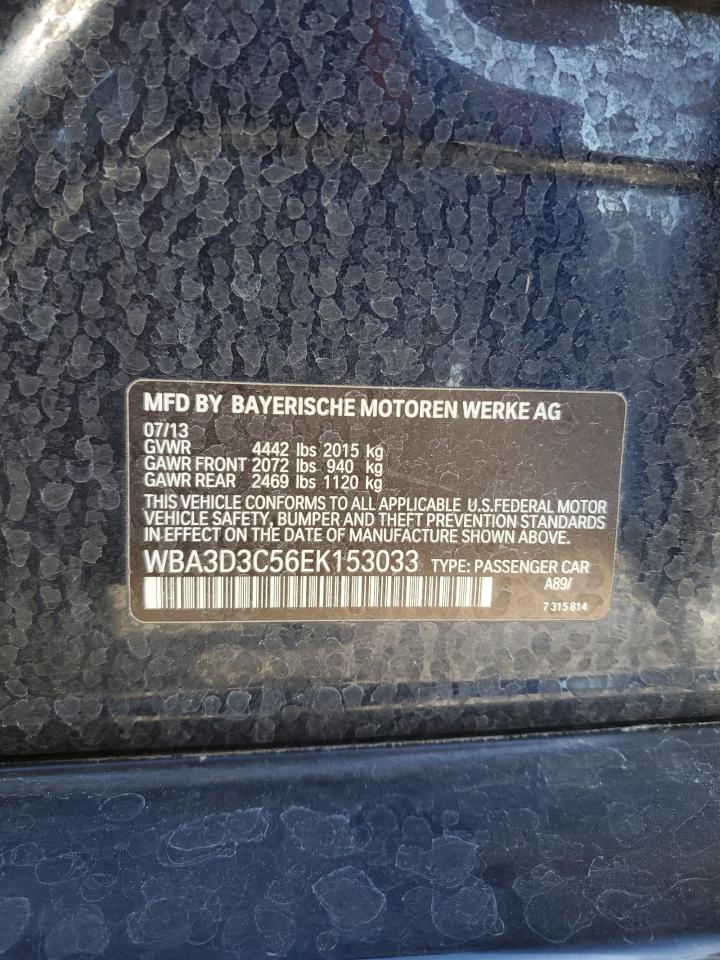 MFD BY BAYERISCHE MOTOREN WERKE AG
07/13
GVWR 4442 lbs 2015 kg
GAWR FRONT 2072 lbs 940 kg
GAWR REAR 2469 lbs 1120 kg
THIS VEHICLE CONFORMS TO ALL APPLICABLE U.S.FEDERAL MOTOR
VEHICLE SAFETY, BUMPER AND THEFT PREVENTION STANDARDS
IN EFFECT ON THE DATE OF MANUFACTURE SHOWN ABOVE.
WBA3D3C56EK153033 TYPE: PASSENGER CAR
A89/
7 315 814